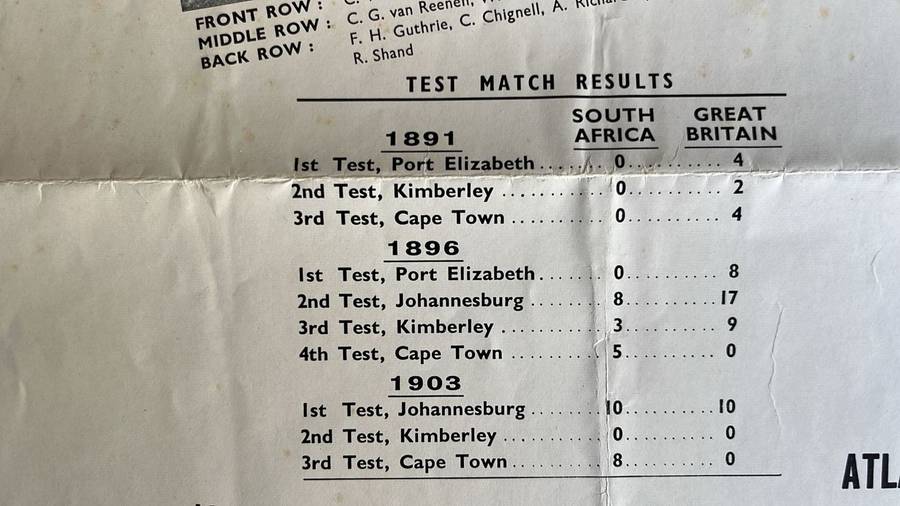 FRONT ROW : C.
MIDDLE ROW : C. G. van Reenen,
BACK ROW : F. H. Guthrie, C. Chignell, A.
R. Shand
TEST MATCH RESULTS
SOUTH AFRICA GREAT BRITAIN
1891
1st Test, Port Elizabeth ....... 0.......... 4
2nd Test, Kimberley ........... 0.......... 2
3rd Test, Cape Town .......... 0.......... 4
1896
1st Test, Port Elizabeth....... 0.......... 8
2nd Test, Johannesburg ........ 8.......... 17
3rd Test, Kimberley ........... 3.......... 9
4th Test, Cape Town .......... 5.......... 0
1903
1st Test, Johannesburg ........ 10.......... 10
2nd Test, Kimberley ........... 0.......... 0
3rd Test, Cape Town .......... 8.......... 0